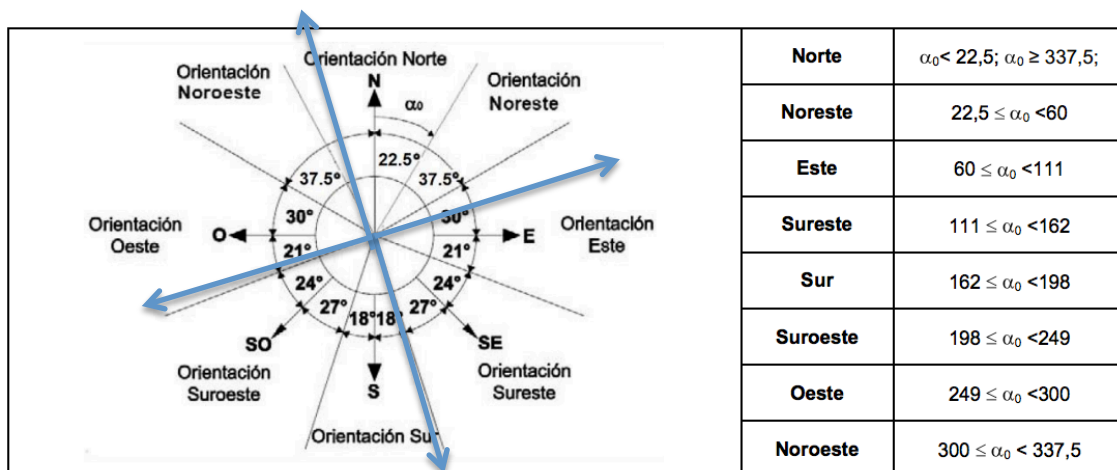 Orientación Norte
Orientación
Noroeste
N
α₀
Orientación
Noreste
22.5°
37.5°
37.5°
30°
30°
Orientación
Oeste
O
E
Orientación
Este
21°
21°
24°
24°
27°
27°
18°
18°
SO
SE
S
Orientación
Suroeste
Orientación
Sureste
Orientación Sur
Norte α₀< 22,5; α₀ ≥ 337,5;
Noreste 22,5 ≤ α₀ <60
Este 60 ≤ α₀ <111
Sureste 111 ≤ α₀ <162
Sur 162 ≤ α₀ <198
Suroeste 198 ≤ α₀ <249
Oeste 249 ≤ α₀ <300
Noroeste 300 ≤ α₀ < 337,5